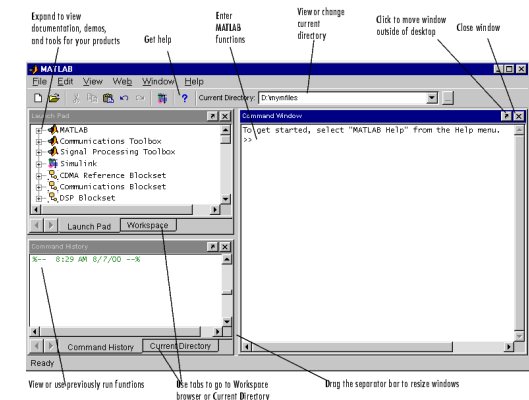 Expand to view
documentation, demos,
and tools for your products
Get help
Enter
MATLAB
functions
View or change
current
directory
Click to move window
outside of desktop
Close window
MATLAB
File Edit View Web Window Help
Current Directory: D:\mymfiles
Launch Pad
MATLAB
Communications Toolbox
Signal Processing Toolbox
Simulink
CDMA Reference Blockset
Communications Blockset
DSP Blockset
Launch Pad Workspace
Command History
%-- 8:29 AM 8/7/00 --%
Command History Current Directory
Command Window
To get started, select "MATLAB Help" from the Help menu.
>>
Ready
View or use previously run functions
Use tabs to go to Workspace
browser or Current Directory
Drag the separator bar to resize windows